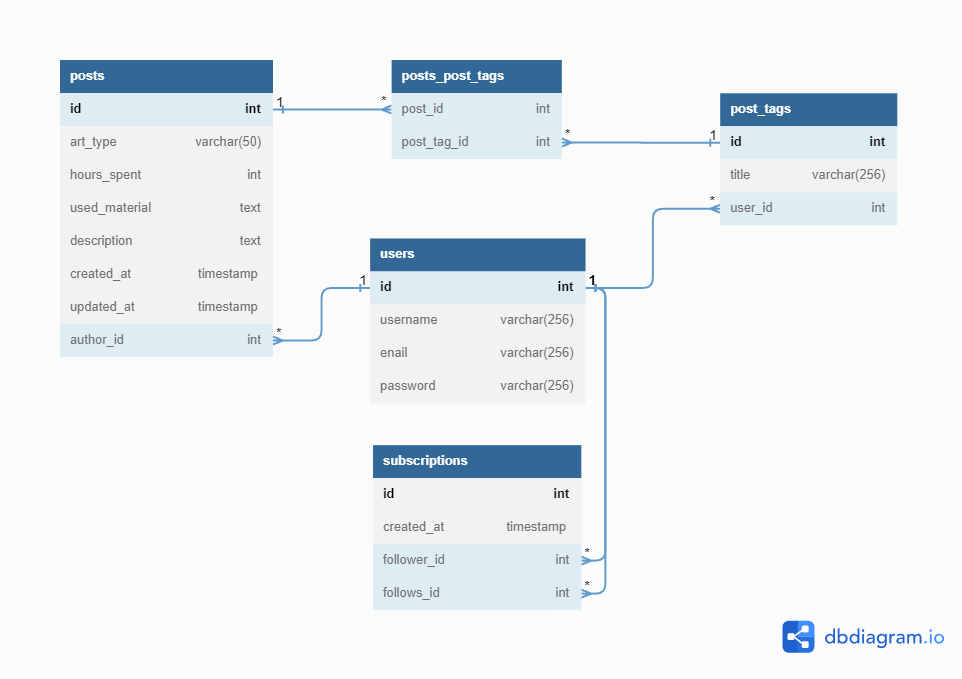 posts
id int
art_type varchar(50)
hours_spent int
used_material text
description text
created_at timestamp
updated_at timestamp
author_id int
1
*
*
posts_post_tags
post_id int
post_tag_id int
*
1
post_tags
id int
title varchar(256)
user_id int
*
users
id int
username varchar(256)
enail varchar(256)
password varchar(256)
1
1
subscriptions
id int
created_at timestamp
follower_id int
follows_id int
*
*
dbdiagram.io